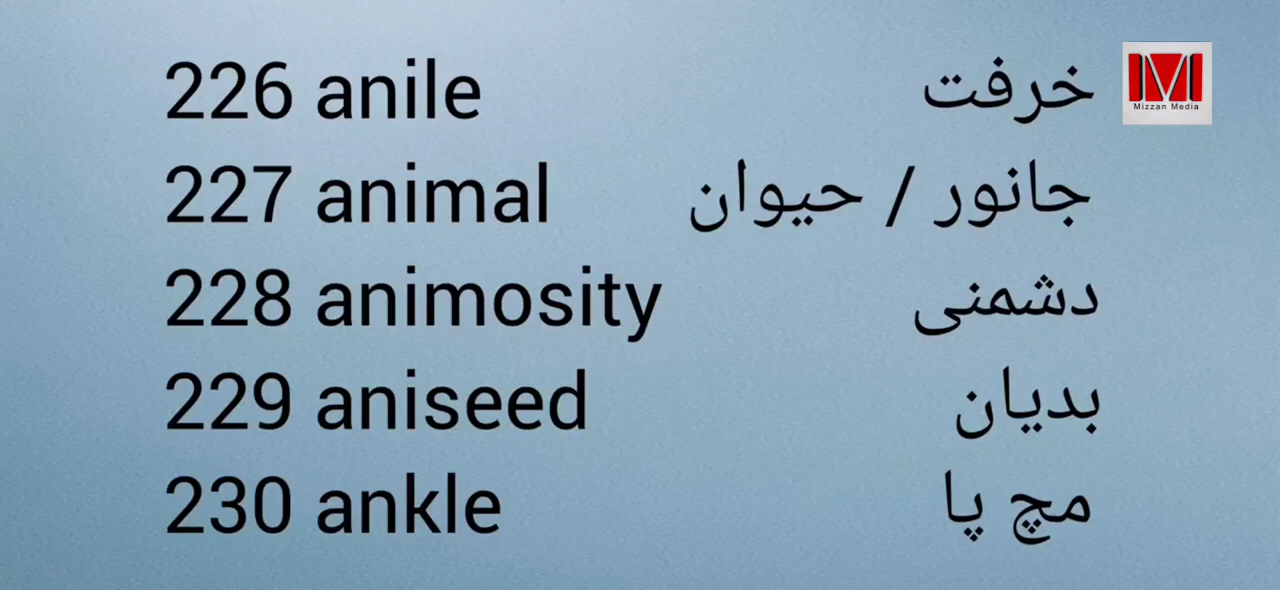 226 anile خرفت
227 animal جانور / حیوان
228 animosity دشمنی
229 aniseed بدیان
230 ankle مچ پا
M
Mizzan Media